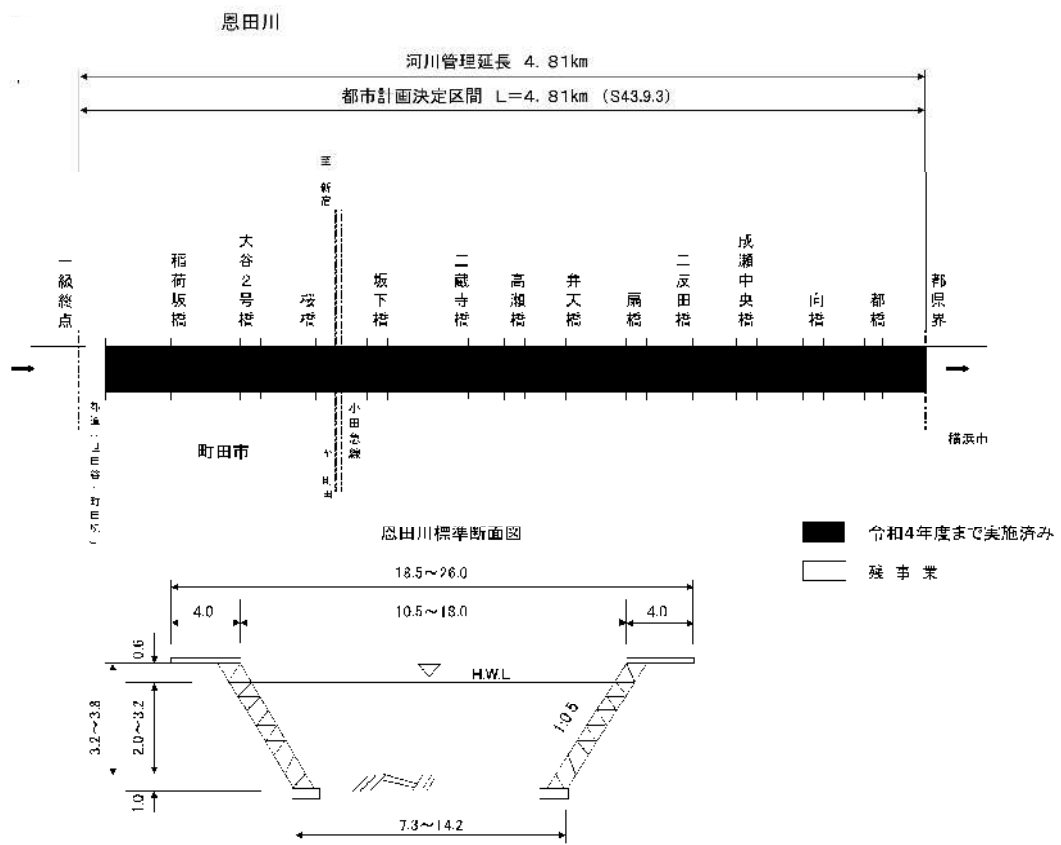 恩田川
河川管理延長 4.81km
都市計画決定区間 L=4.81km (S43.9.3)
至 新宿
一級終点
稲荷坂橋
大谷2号橋
桜橋
坂下橋
二蔵寺橋
高瀬橋
弁天橋
扇橋
二反田橋
成瀬中央橋
向橋
都橋
都県界
町田市
小田急線
横浜市
恩田川標準断面図
令和4年度まで実施済み
残事業
18.5~26.0
4.0
10.5~18.0
4.0
0.6
H.W.L
3.2~3.8
2.0~3.2
1:0.5
1.0
7.3~14.2